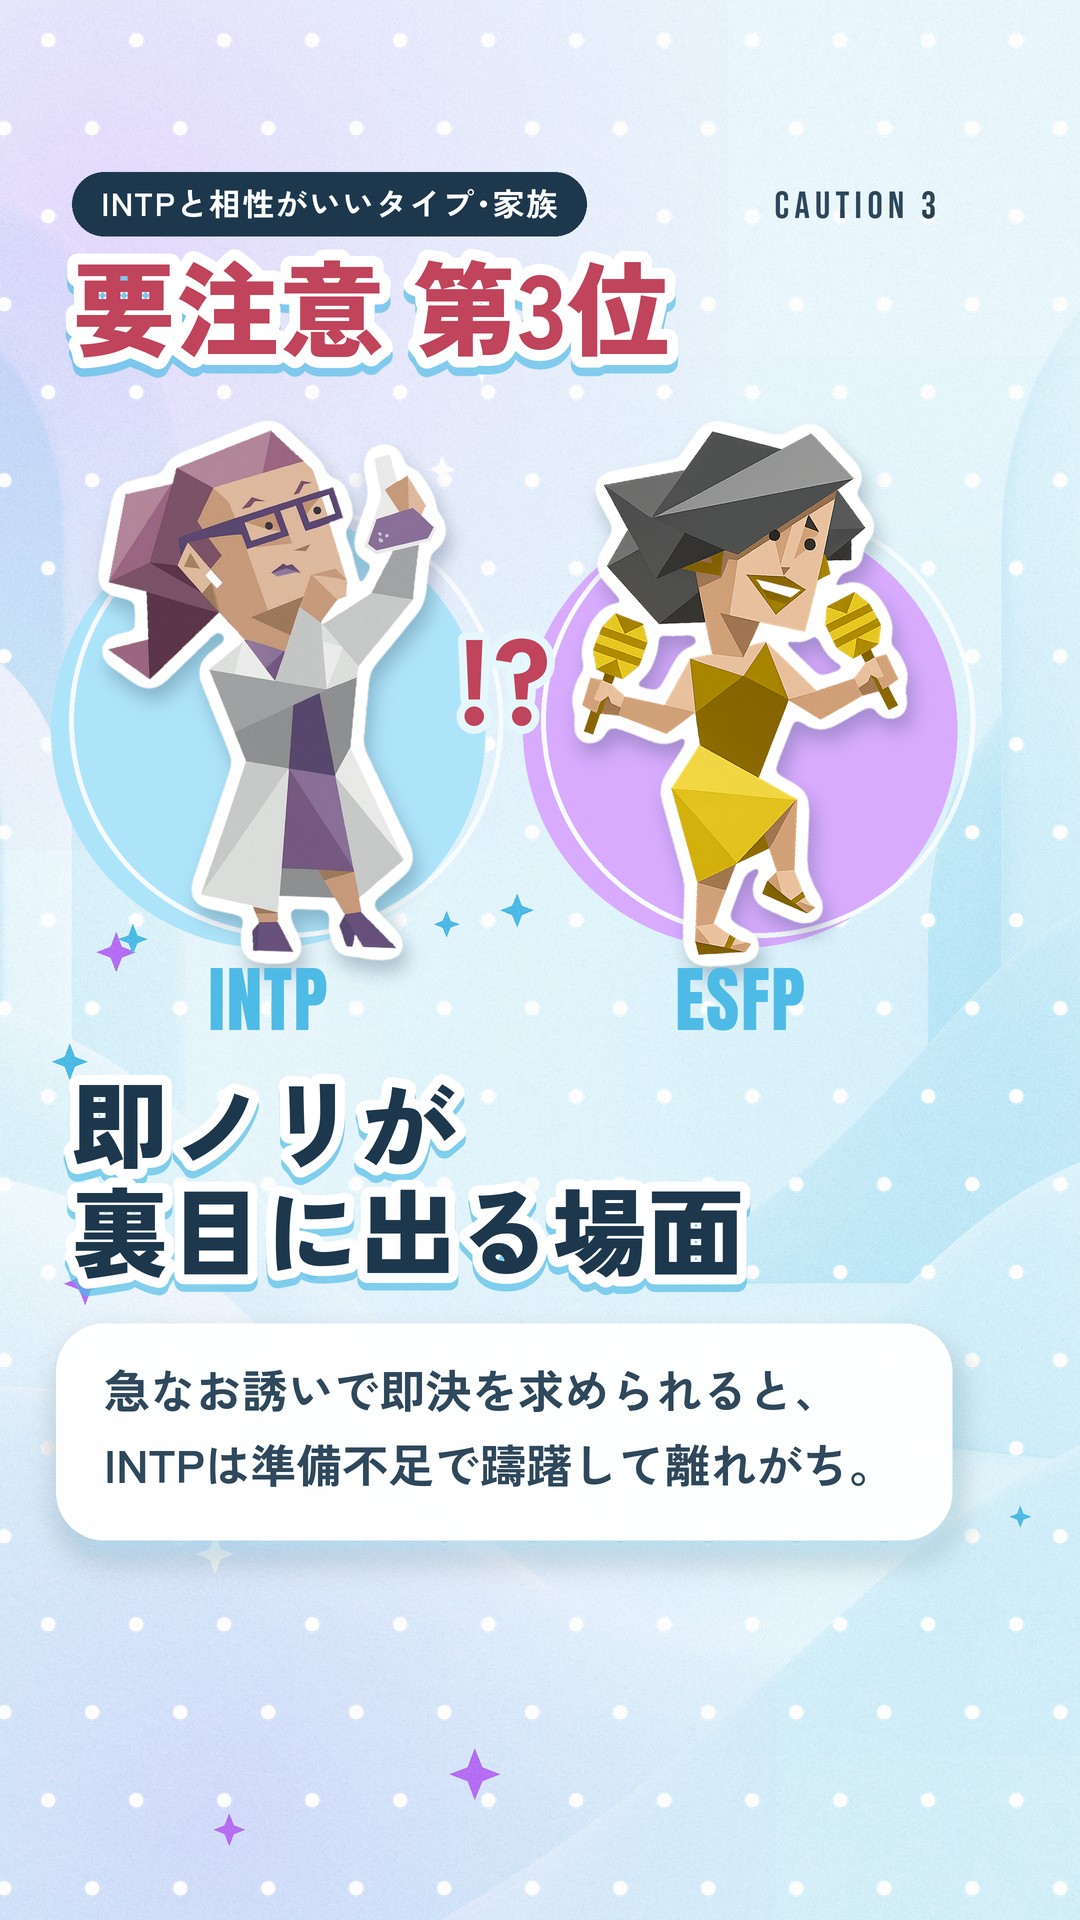 INTPと相性がいいタイプ・家族
CAUTION 3
要注意 第3位
!?
INTP
ESFP
即ノリが
裏目に出る場面
急なお誘いで即決を求められると、
INTPは準備不足で躊躇して離れがち。